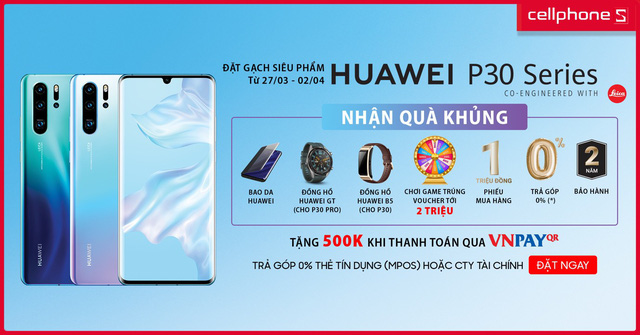 cellphone S
ĐẶT GẠCH SIÊU PHẨM
TỪ 27/03 - 02/04
HUAWEI P30 Series
CO-ENGINEERED WITH Leica
NHẬN QUÀ KHỦNG
BAO DA
HUAWEI
ĐỒNG HỒ
HUAWEI GT
(CHO P30 PRO)
ĐỒNG HỒ
HUAWEI B5
(CHO P30)
CHƠI GAME TRÚNG
VOUCHER TỚI
2 TRIỆU
1
TRIỆU ĐỒNG
PHIẾU
MUA HÀNG
0%
TRẢ GÓP
0% (*)
2
NĂM
BẢO HÀNH
TẶNG 500K KHI THANH TOÁN QUA VNPAYQR
TRẢ GÓP 0% THẺ TÍN DỤNG (MPOS) HOẶC CTY TÀI CHÍNH
ĐẶT NGAY
HUAWEI
HUAWEI